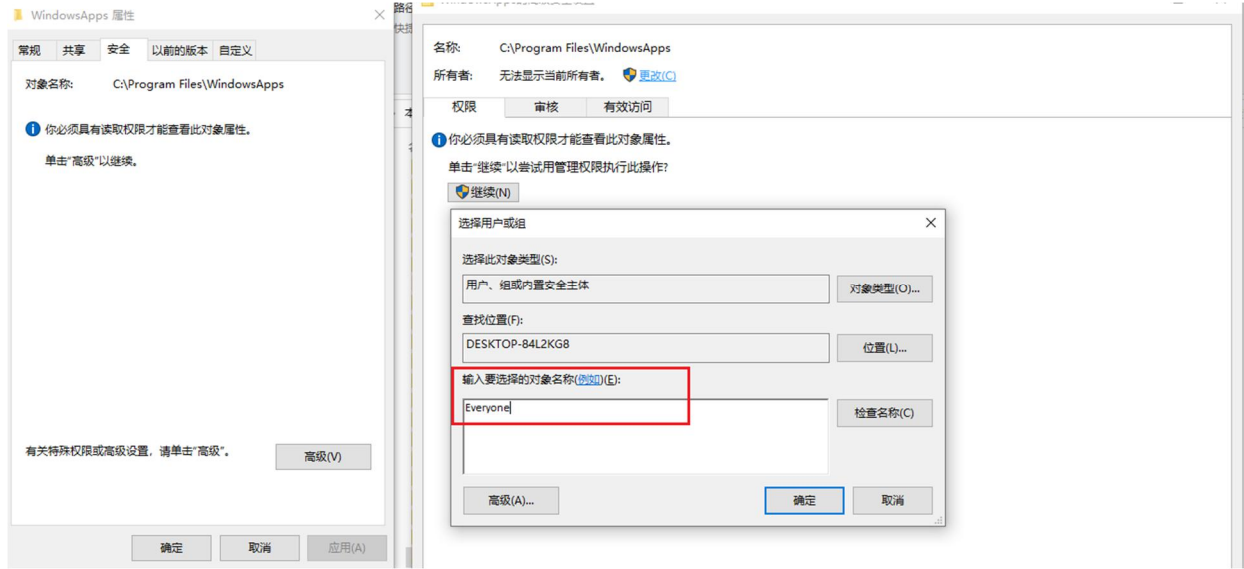 WindowsApps 属性
常规 共享 安全 以前的版本 自定义
对象名称: C:\Program Files\WindowsApps
你必须具有读取权限才能查看此对象属性。
单击"高级"以继续。
有关特殊权限或高级设置，请单击"高级"。
高级(V)
确定 取消 应用(A)
路径
快捷
名称: C:\Program Files\WindowsApps
所有者: 无法显示当前所有者。 更改(C)
权限 审核 有效访问
你必须具有读取权限才能查看此对象属性。
单击"继续"以尝试用管理权限执行此操作?
继续(N)
选择用户或组
选择此对象类型(S):
用户、组或内置安全主体
对象类型(O)...
查找位置(F):
DESKTOP-84L2KG8
位置(L)...
输入要选择的对象名称(例如)(E):
Everyone
检查名称(C)
高级(A)...
确定 取消